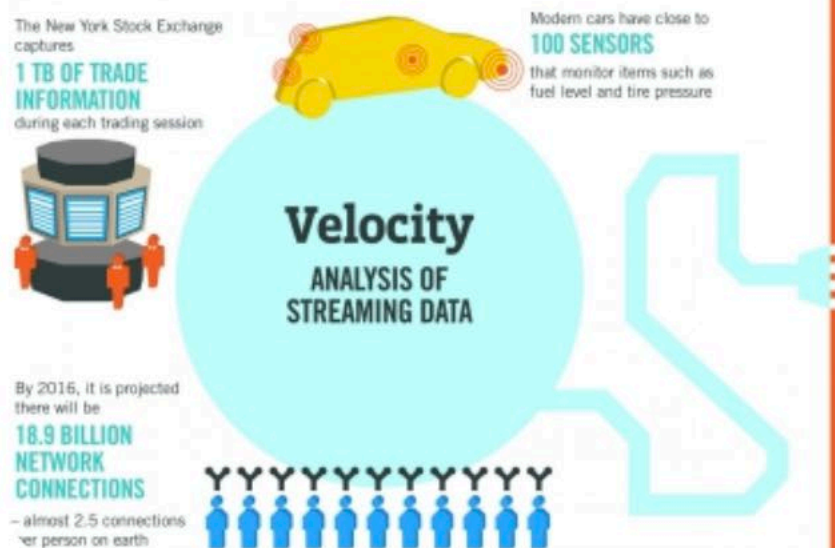 The New York Stock Exchange
captures
1 TB OF TRADE
INFORMATION
during each trading session
Modern cars have close to
100 SENSORS
that monitor items such as
fuel level and tire pressure
Velocity
ANALYSIS OF
STREAMING DATA
By 2016, it is projected
there will be
18.9 BILLION
NETWORK
CONNECTIONS
– almost 2.5 connections
per person on earth